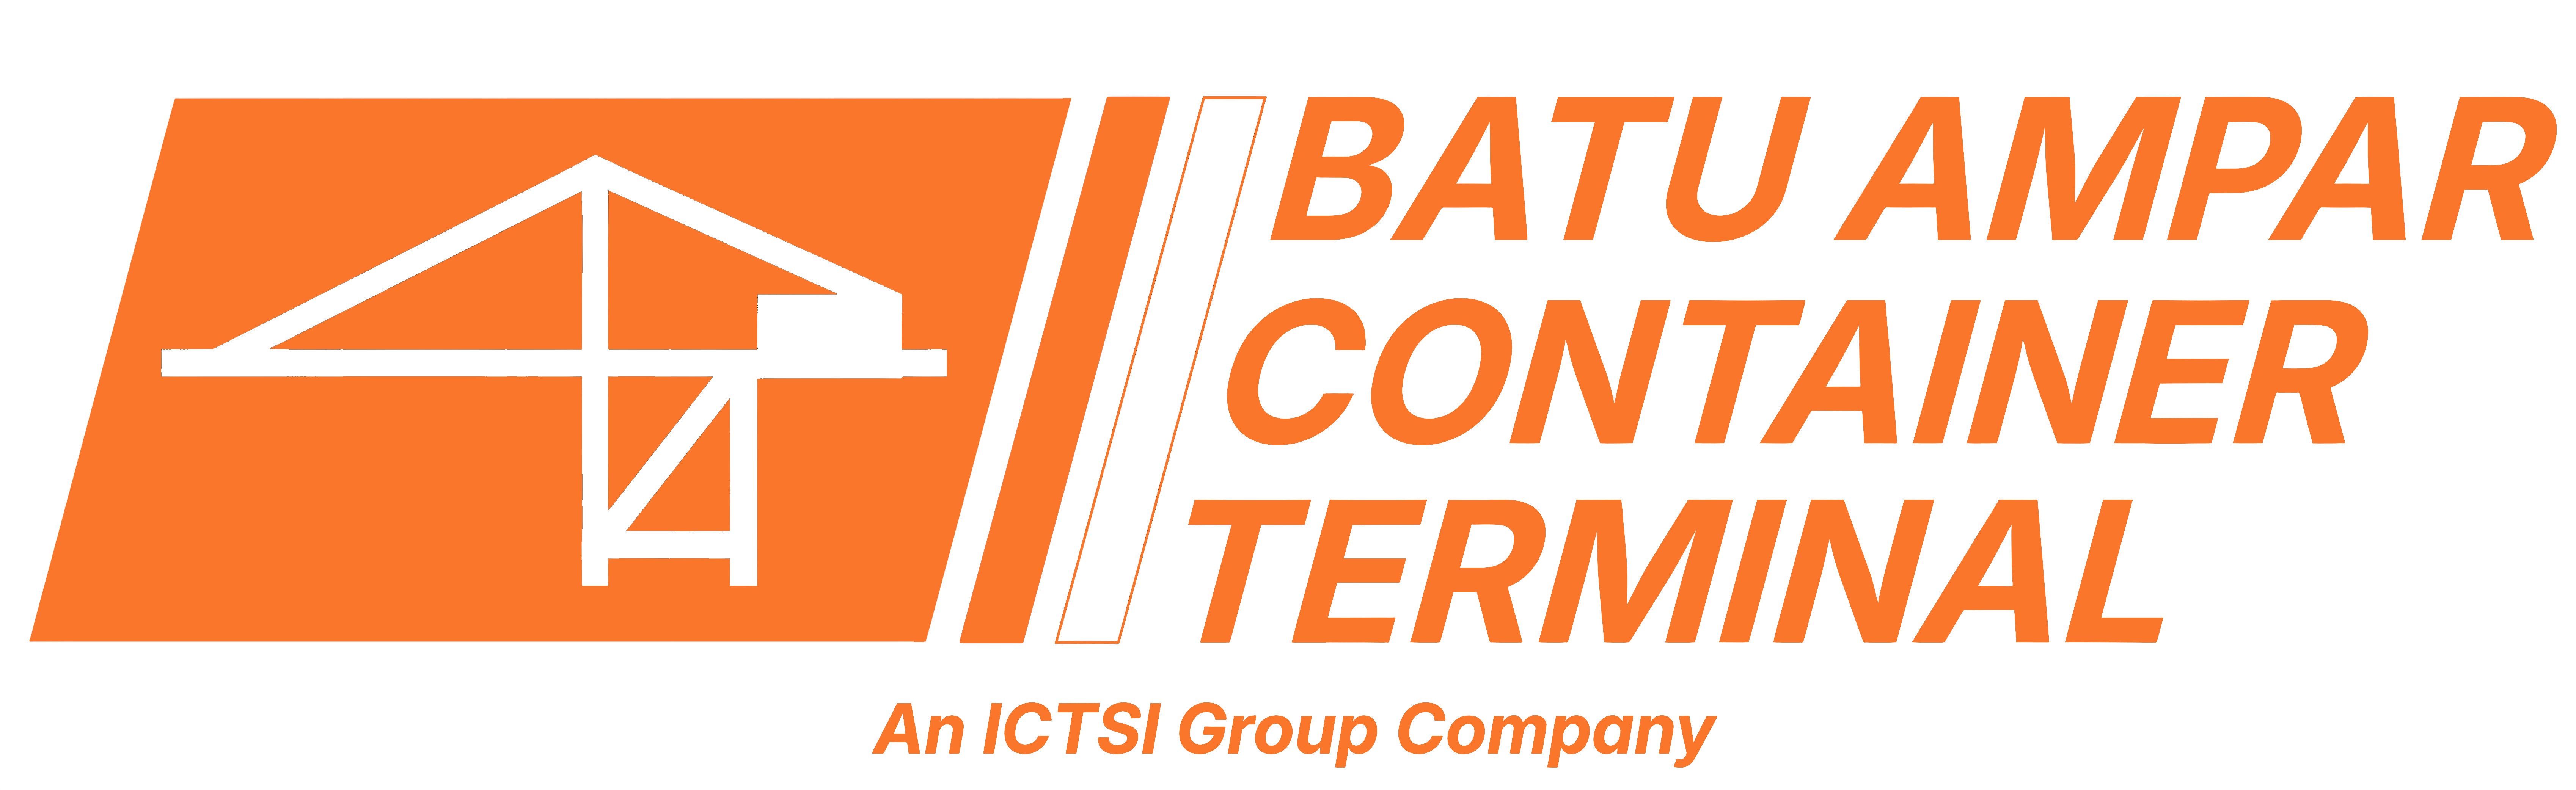 BATU AMPAR
CONTAINER
TERMINAL
An ICTSI Group Company